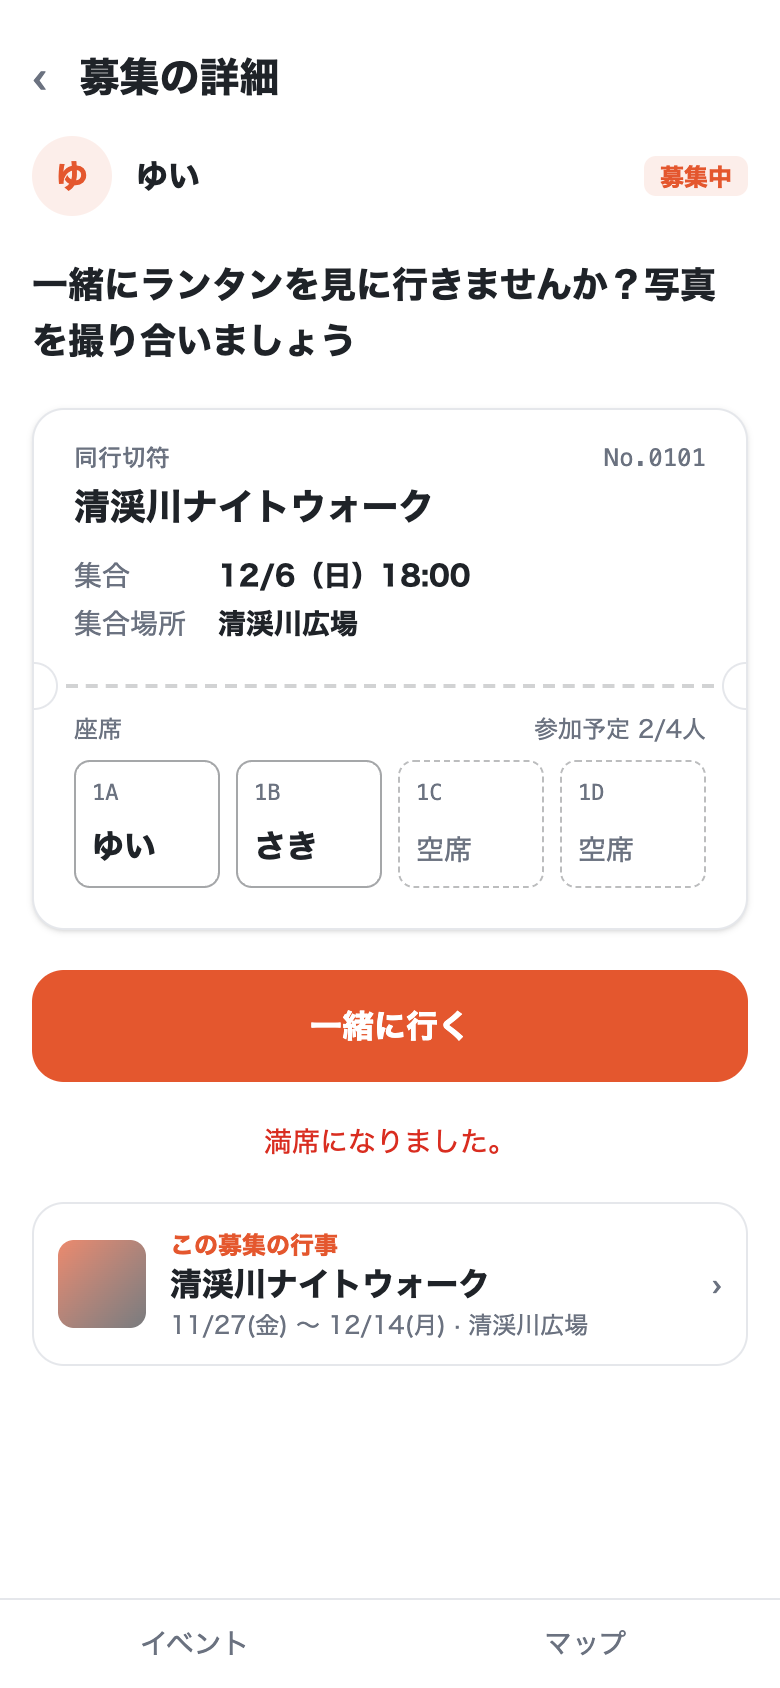 ‹ 募集の詳細
ゆ ゆい 募集中
一緒にランタンを見に行きませんか？写真
を撮り合いましょう
同行切符 No.0101
清渓川ナイトウォーク
集合 12/6（日）18:00
集合場所 清渓川広場
座席 参加予定 2/4人
1A 1B 1C 1D
ゆい さき 空席 空席
一緒に行く
満席になりました。
この募集の行事
清渓川ナイトウォーク ›
11/27(金) 〜 12/14(月) · 清渓川広場
イベント マップ